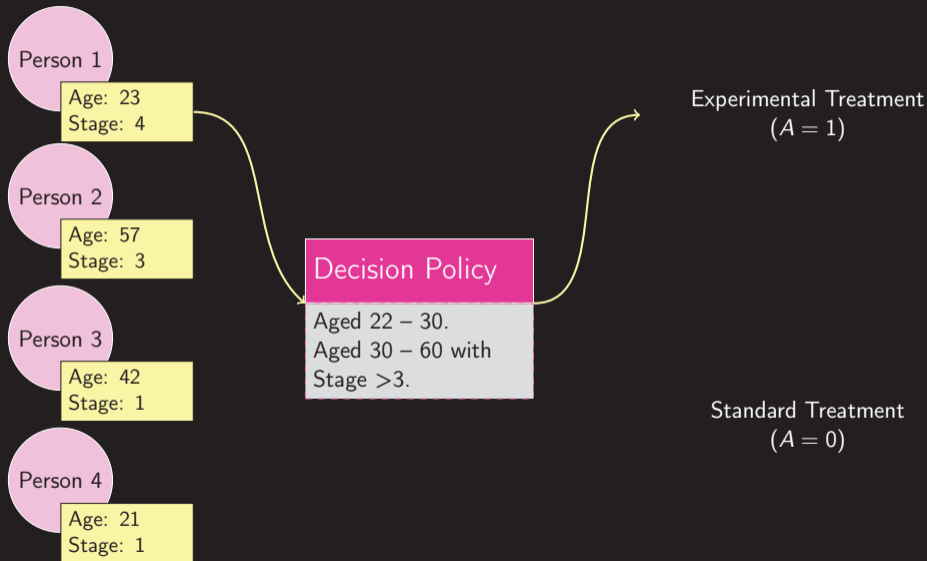 Person 1
Age: 23
Stage: 4
Person 2
Age: 57
Stage: 3
Person 3
Age: 42
Stage: 1
Person 4
Age: 21
Stage: 1
Decision Policy
Aged 22 – 30.
Aged 30 – 60 with
Stage >3.
Experimental Treatment
(A = 1)
Standard Treatment
(A = 0)